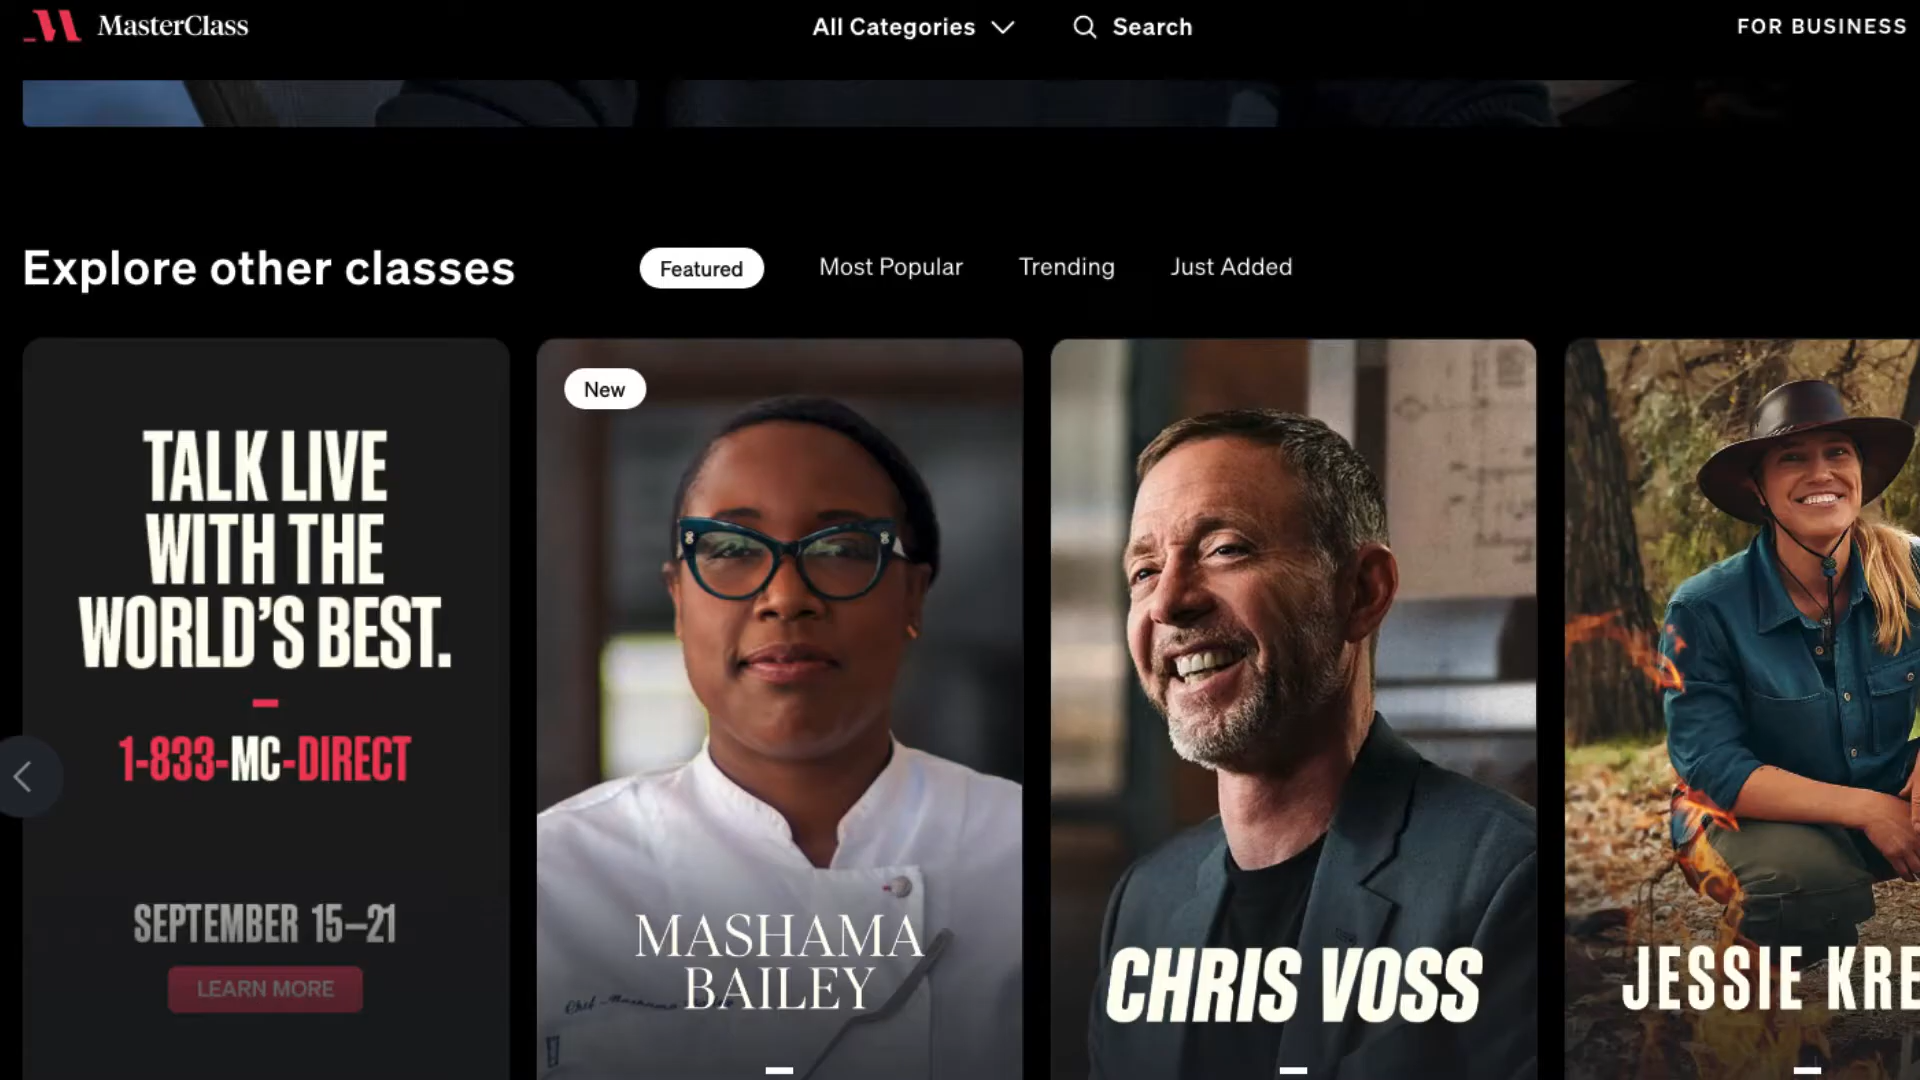 MasterClass
All Categories
Search
FOR BUSINESS
Explore other classes
Featured
Most Popular
Trending
Just Added
TALK LIVE
WITH THE
WORLD'S BEST.
1-833-MC-DIRECT
SEPTEMBER 15–21
LEARN MORE
New
MASHAMA
BAILEY
CHRIS VOSS
JESSIE KRE